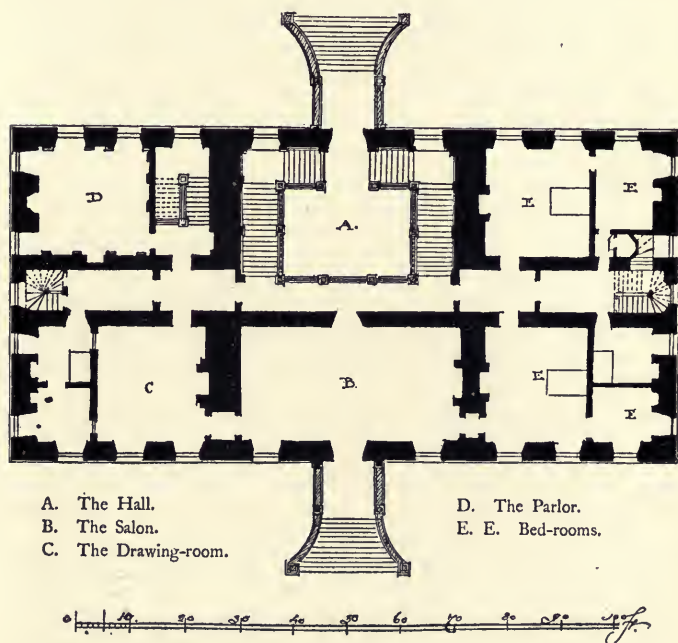 D
A.
E
E
C
B.
E
E
A. The Hall.
B. The Salon.
C. The Drawing-room.
D. The Parlor.
E. E. Bed-rooms.
0 10 20 30 40 50 60 70 80 90 100 ft.